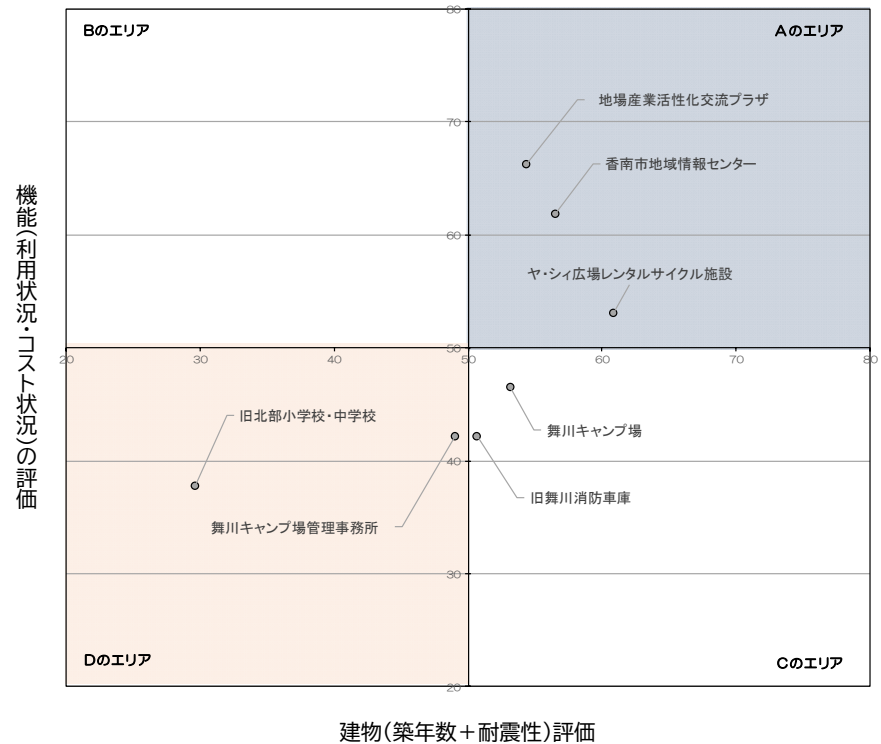 80
Bのエリア
Aのエリア
地場産業活性化交流プラザ
70
香南市地域情報センター
60
ヤ・シィ広場レンタルサイクル施設
機能(利用状況・コスト状況)の評価
20 30 40 50 60 70 80
50
旧北部小学校・中学校
舞川キャンプ場
40
旧舞川消防車庫
舞川キャンプ場管理事務所
30
Dのエリア
Cのエリア
20
建物(築年数+耐震性)評価